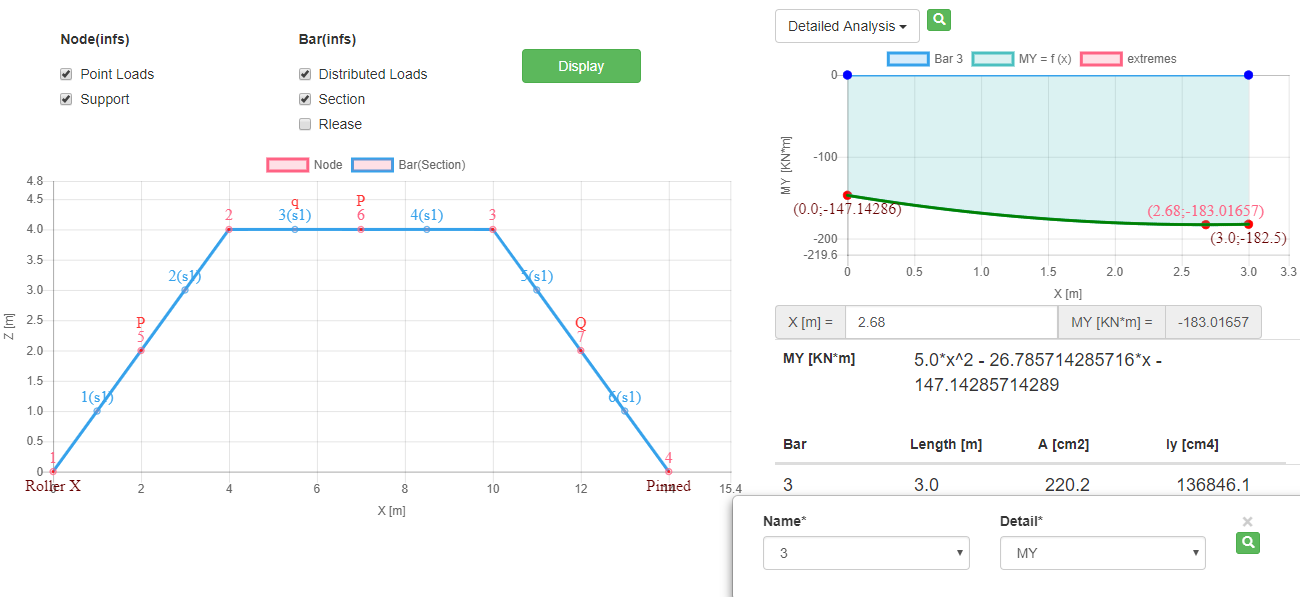 Node(infs)
Point Loads
Support
Bar(infs)
Distributed Loads
Section
Rlease
Display
Node Bar(Section)
4.8
4.5
4.0
3.5
3.0
2.5
2.0
1.5
1.0
0.5
0
Z [m]
q P
2 3(s1) 6 4(s1) 3
2(s1) 5(s1)
P Q
5 7
1(s1) 6(s1)
1 4
Roller X Pinned
0 2 4 6 8 10 12 14 15.4
X [m]
Detailed Analysis
Bar 3 MY = f (x) extremes
0
-100
-200
-219.6
MY [KN*m]
(0.0;-147.14286)
(2.68;-183.01657)
(3.0;-182.5)
0 0.5 1.0 1.5 2.0 2.5 3.0 3.3
X [m]
X [m] = 2.68 MY [KN*m] = -183.01657
MY [KN*m] 5.0*x^2 - 26.785714285716*x -
147.14285714289
Bar Length [m] A [cm2] Iy [cm4]
3 3.0 220.2 136846.1
Name* Detail* ×
3 MY